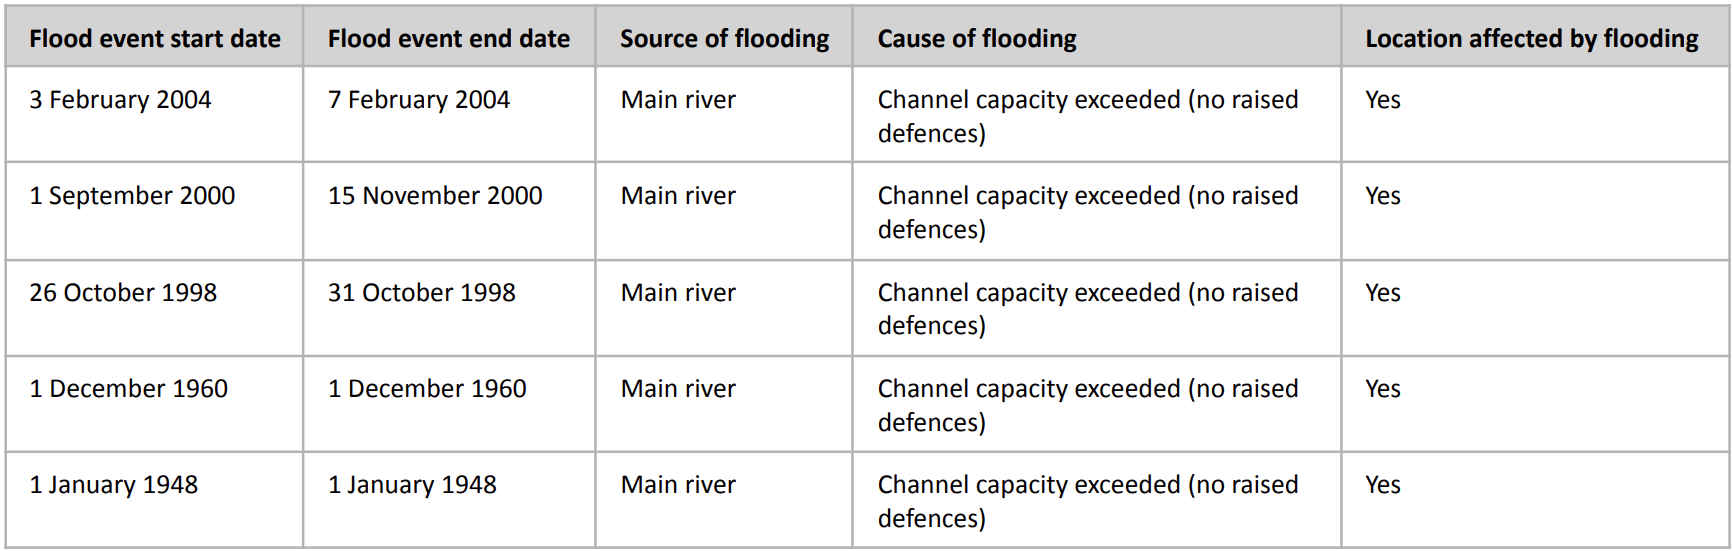 Flood event start date Flood event end date Source of flooding Cause of flooding Location affected by flooding
3 February 2004 7 February 2004 Main river Channel capacity exceeded (no raised Yes
defences)
1 September 2000 15 November 2000 Main river Channel capacity exceeded (no raised Yes
defences)
26 October 1998 31 October 1998 Main river Channel capacity exceeded (no raised Yes
defences)
1 December 1960 1 December 1960 Main river Channel capacity exceeded (no raised Yes
defences)
1 January 1948 1 January 1948 Main river Channel capacity exceeded (no raised Yes
defences)